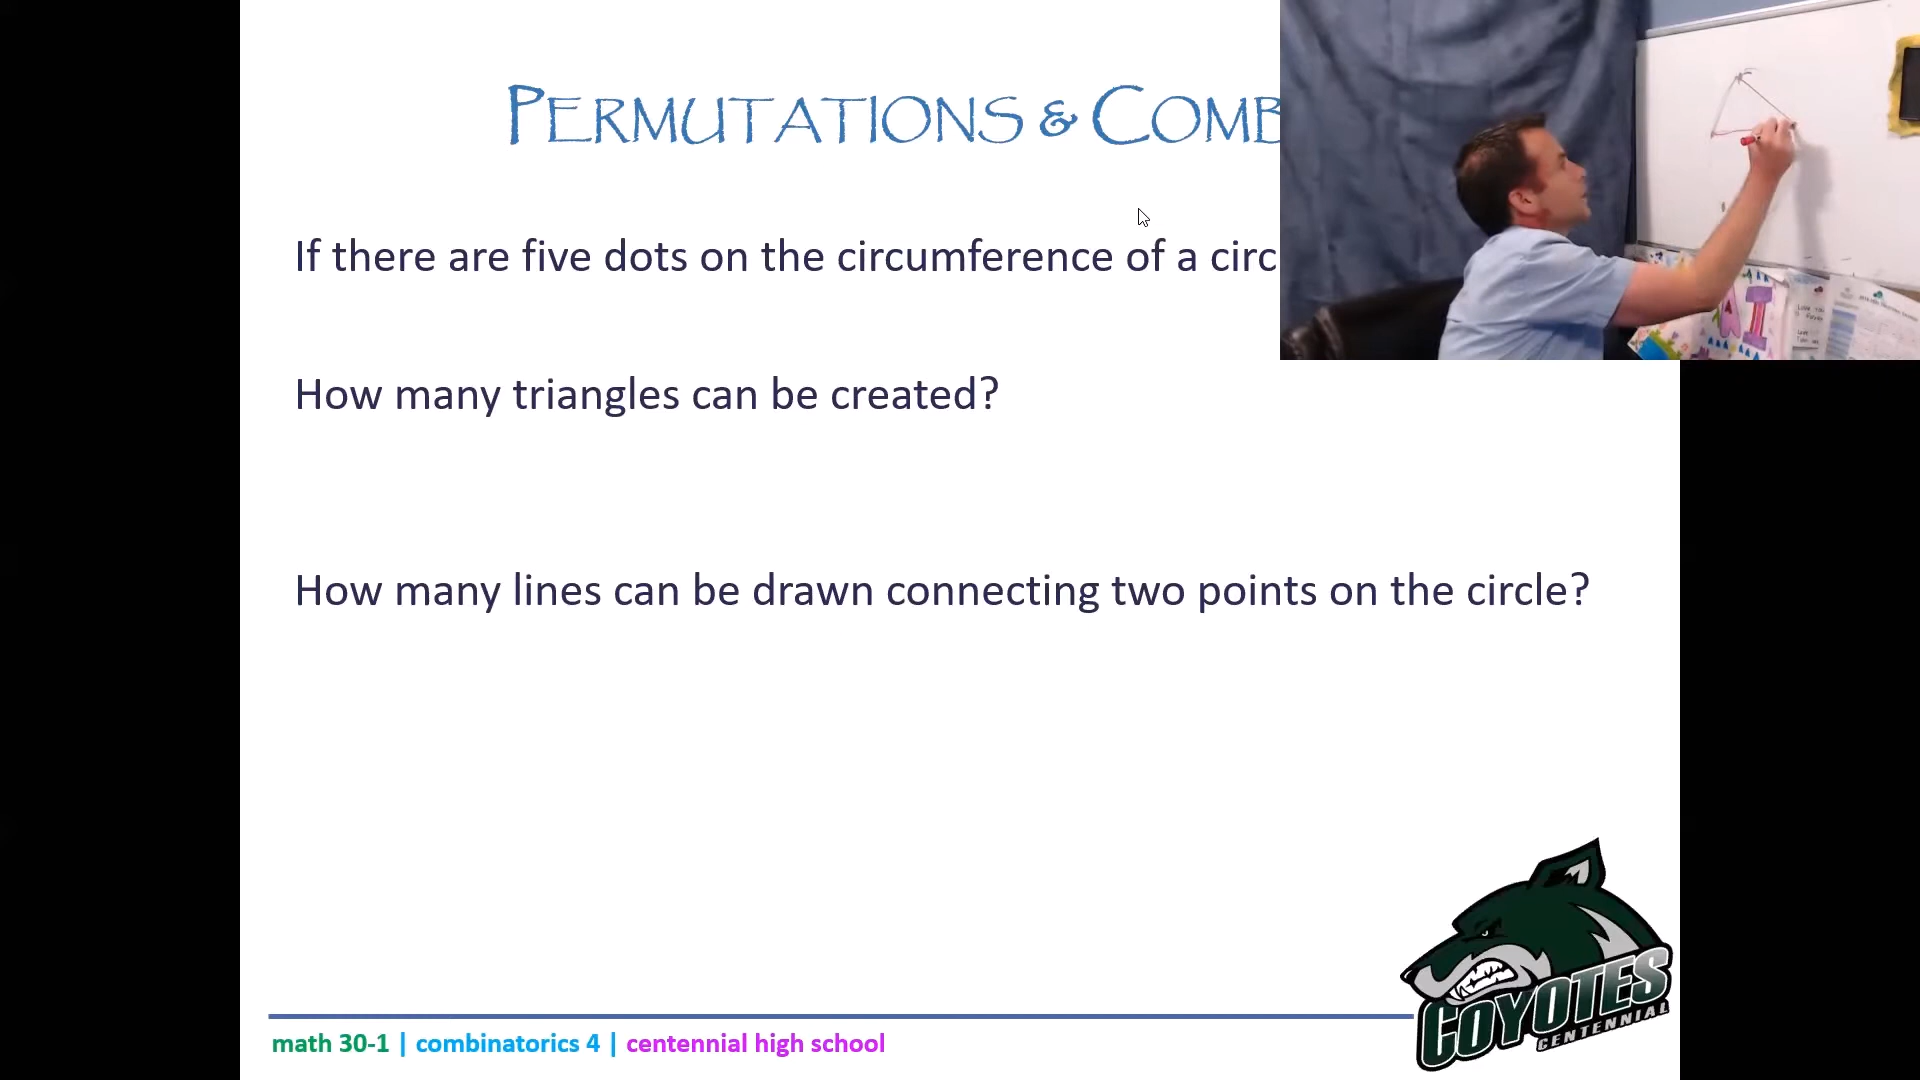 PERMUTATIONS & COMB
If there are five dots on the circumference of a circ
How many triangles can be created?
How many lines can be drawn connecting two points on the circle?
COYOTES
CENTENNIAL
math 30-1 | combinatorics 4 | centennial high school